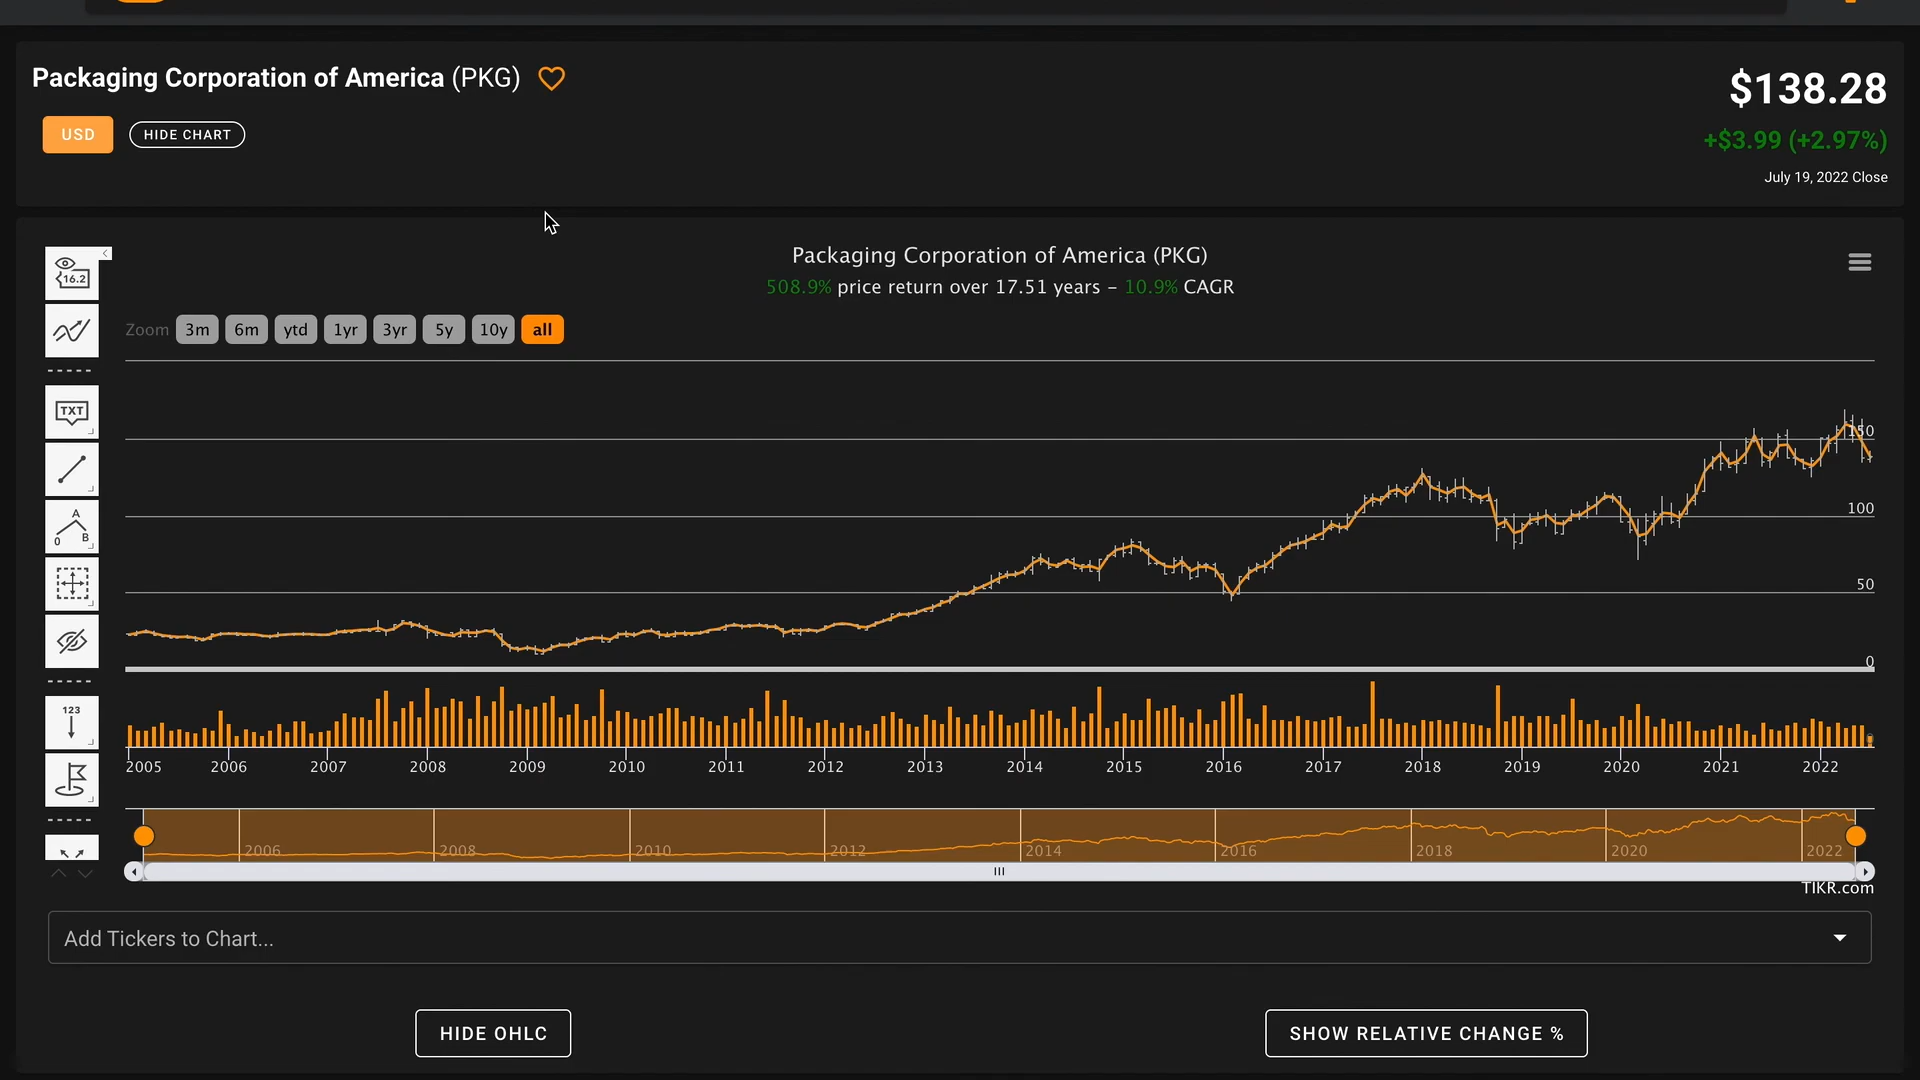 Packaging Corporation of America (PKG)
$138.28
USD
HIDE CHART
+$3.99 (+2.97%)
July 19, 2022 Close
Packaging Corporation of America (PKG)
508.9% price return over 17.51 years – 10.9% CAGR
16.2
Zoom 3m 6m ytd 1yr 3yr 5y 10y all
TXT
A
0 B
123
150
100
50
0
2005 2006 2007 2008 2009 2010 2011 2012 2013 2014 2015 2016 2017 2018 2019 2020 2021 2022
2006 2008 2010 2012 2014 2016 2018 2020 2022
TIKR.com
Add Tickers to Chart...
HIDE OHLC
SHOW RELATIVE CHANGE %